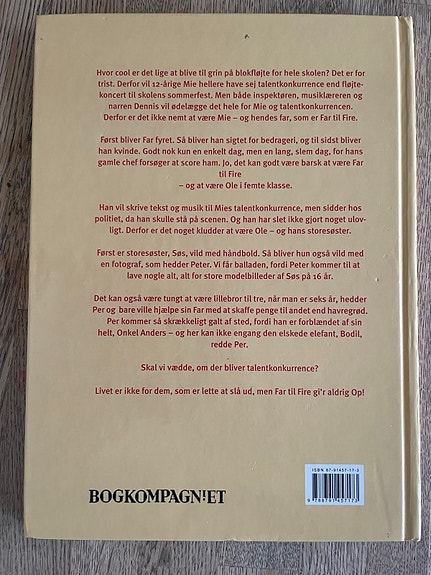 Hvor cool er det lige at blive til grin på blokfløjte for hele skolen? Det er for
trist. Derfor vil 12-årige Mie hellere have sej talentkonkurrence end fløjte-
koncert til skolens sommerfest. Men både inspektøren, musiklæreren og
narren Dennis vil ødelægge det hele for Mie og talentkonkurrencen.
Derfor er det ikke nemt at være Mie – og hendes far, som er Far til Fire.
Først bliver Far fyret. Så bliver han sigtet for bedrageri, og til sidst bliver
han kvinde. Godt nok kun en enkelt dag, men en lang, slem dag, for hans
gamle chef forsøger at score ham. Jo, det kan godt være barsk at være Far
til Fire
– og at være Ole i femte klasse.
Han vil skrive tekst og musik til Mies talentkonkurrence, men sidder hos
politiet, da han skulle stå på scenen. Og han har slet ikke gjort noget ulov-
ligt. Derfor er det noget kludder at være Ole – og hans storesøster.
Først er storesøster, Søs, vild med håndbold. Så bliver hun også vild med
en fotograf, som hedder Peter. Vi får balladen, fordi Peter kommer til at
lave nogle alt, alt for store modelbilleder af Søs på 16 år.
Det kan også være tungt at være lillebror til tre, når man er seks år, hedder
Per og bare ville hjælpe sin Far med at skaffe penge til andet end havregrød.
Per kommer så skrækkeligt galt af sted, fordi han er forblændet af sin
helt, Onkel Anders – og her kan ikke engang den elskede elefant, Bodil,
redde Per.
Skal vi vædde, om der bliver talentkonkurrence?
Livet er ikke for dem, som er lette at slå ud, men Far til Fire gi'r aldrig Op!
ISBN 87-91457-17-3
9 788791 457173
BOGKOMPAGNIET